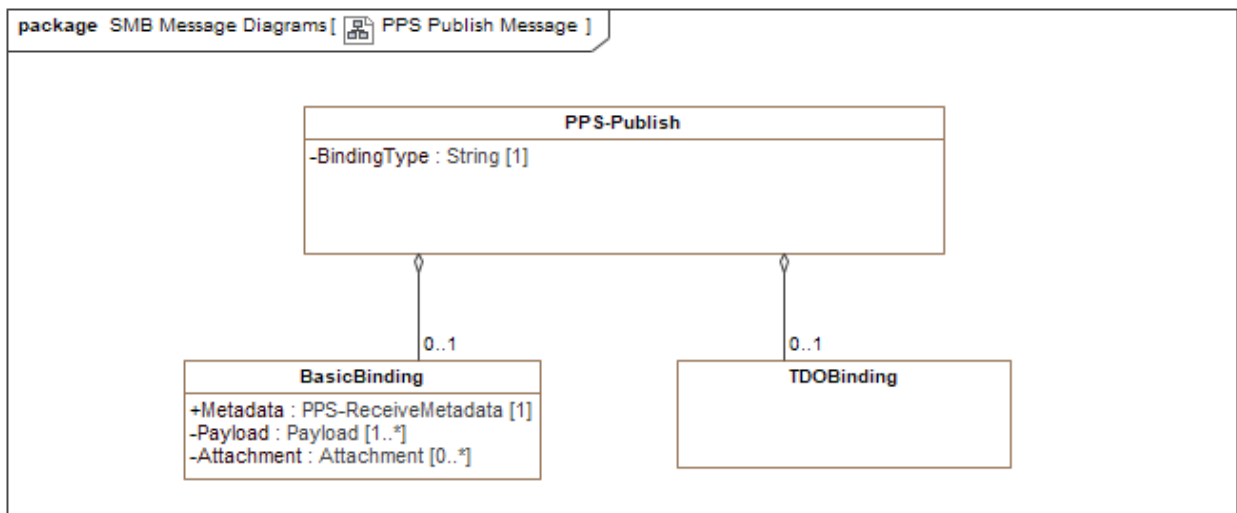 package SMB Message Diagrams [ PPS Publish Message ]
PPS-Publish
-BindingType : String [1]
0..1
0..1
BasicBinding
+Metadata : PPS-ReceiveMetadata [1]
-Payload : Payload [1..*]
-Attachment : Attachment [0..*]
TDOBinding